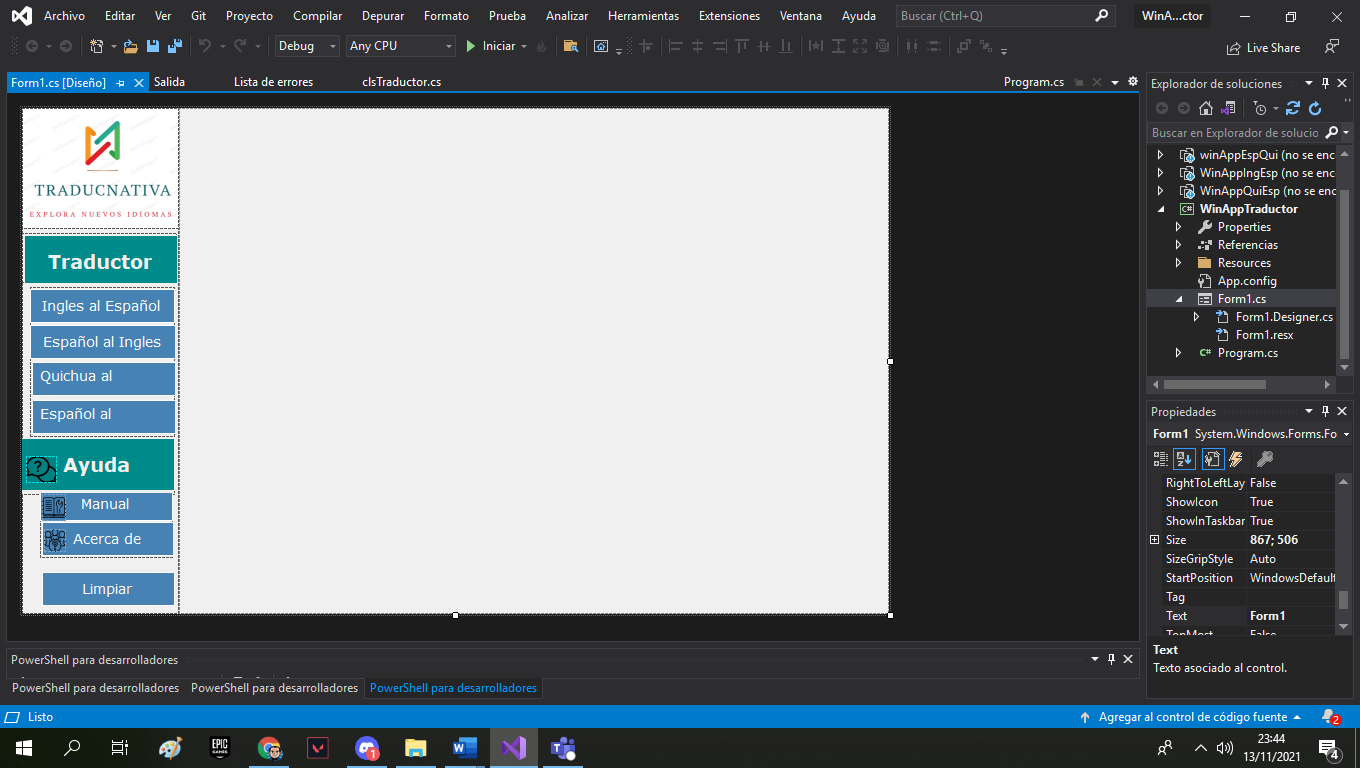 Archivo Editar Ver Git Proyecto Compilar Depurar Formato Prueba Analizar Herramientas Extensiones Ventana Ayuda Buscar (Ctrl+Q) WinA...ctor
Debug Any CPU Iniciar Live Share
Form1.cs [Diseño] Salida Lista de errores clsTraductor.cs Program.cs
TRADUCNATIVA
EXPLORA NUEVOS IDIOMAS
Traductor
Ingles al Español
Español al Ingles
Quichua al
Español al
Ayuda
Manual
Acerca de
Limpiar
Explorador de soluciones
Buscar en Explorador de solucio
winAppEspQui (no se enc
WinAppIngEsp (no se enc
WinAppQuiEsp (no se enc
WinAppTraductor
Properties
Referencias
Resources
App.config
Form1.cs
Form1.Designer.cs
Form1.resx
Program.cs
Propiedades
Form1 System.Windows.Forms.Fo
RightToLeftLay False
ShowIcon True
ShowInTaskbar True
Size 867; 506
SizeGripStyle Auto
StartPosition WindowsDefault
Tag
Text Form1
TopMost False
Text
Texto asociado al control.
PowerShell para desarrolladores
PowerShell para desarrolladores PowerShell para desarrolladores PowerShell para desarrolladores
Listo Agregar al control de código fuente 2
EPIC GAMES 1 23:44
13/11/2021 4